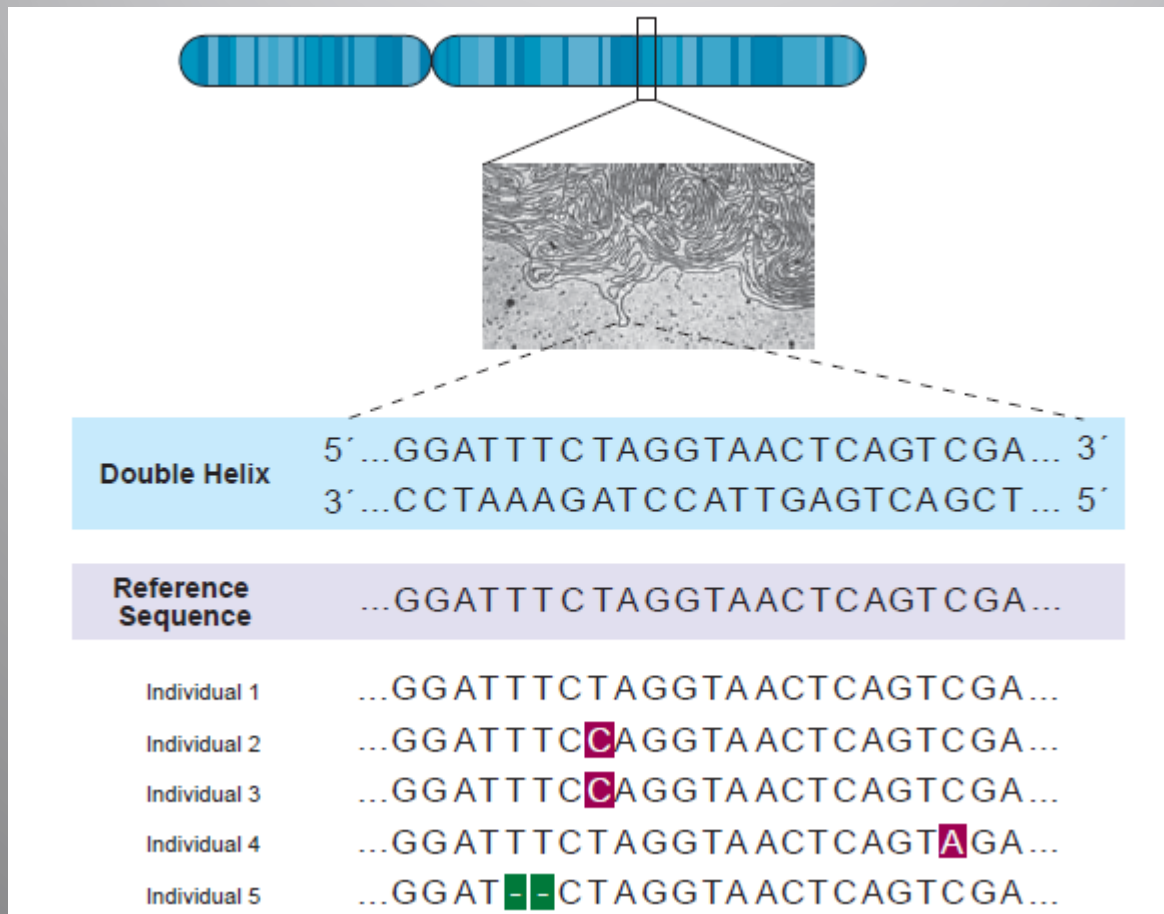 Double Helix
5´ ...GGATTTCTAGGTAACTCAGTCGA... 3´
3´ ...CCTAAAGATCCATTGAGTCAGCT... 5´
Reference
Sequence
...GGATTTCTAGGTAACTCAGTCGA...
Individual 1 ...GGATTTCTAGGTAACTCAGTCGA...
Individual 2 ...GGATTTCCAGGTAACTCAGTCGA...
Individual 3 ...GGATTTCCAGGTAACTCAGTCGA...
Individual 4 ...GGATTTCTAGGTAACTCAGTAGA...
Individual 5 ...GGAT--CTAGGTAACTCAGTCGA...